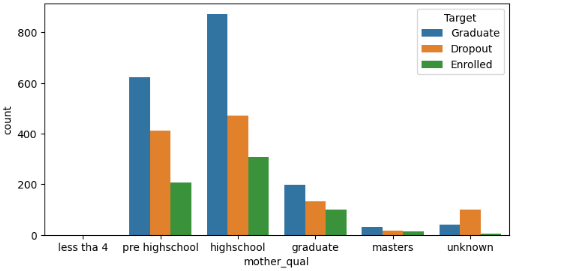 Target
Graduate
Dropout
Enrolled
800
600
400
200
0
count
less tha 4 pre highschool highschool graduate masters unknown
mother_qual